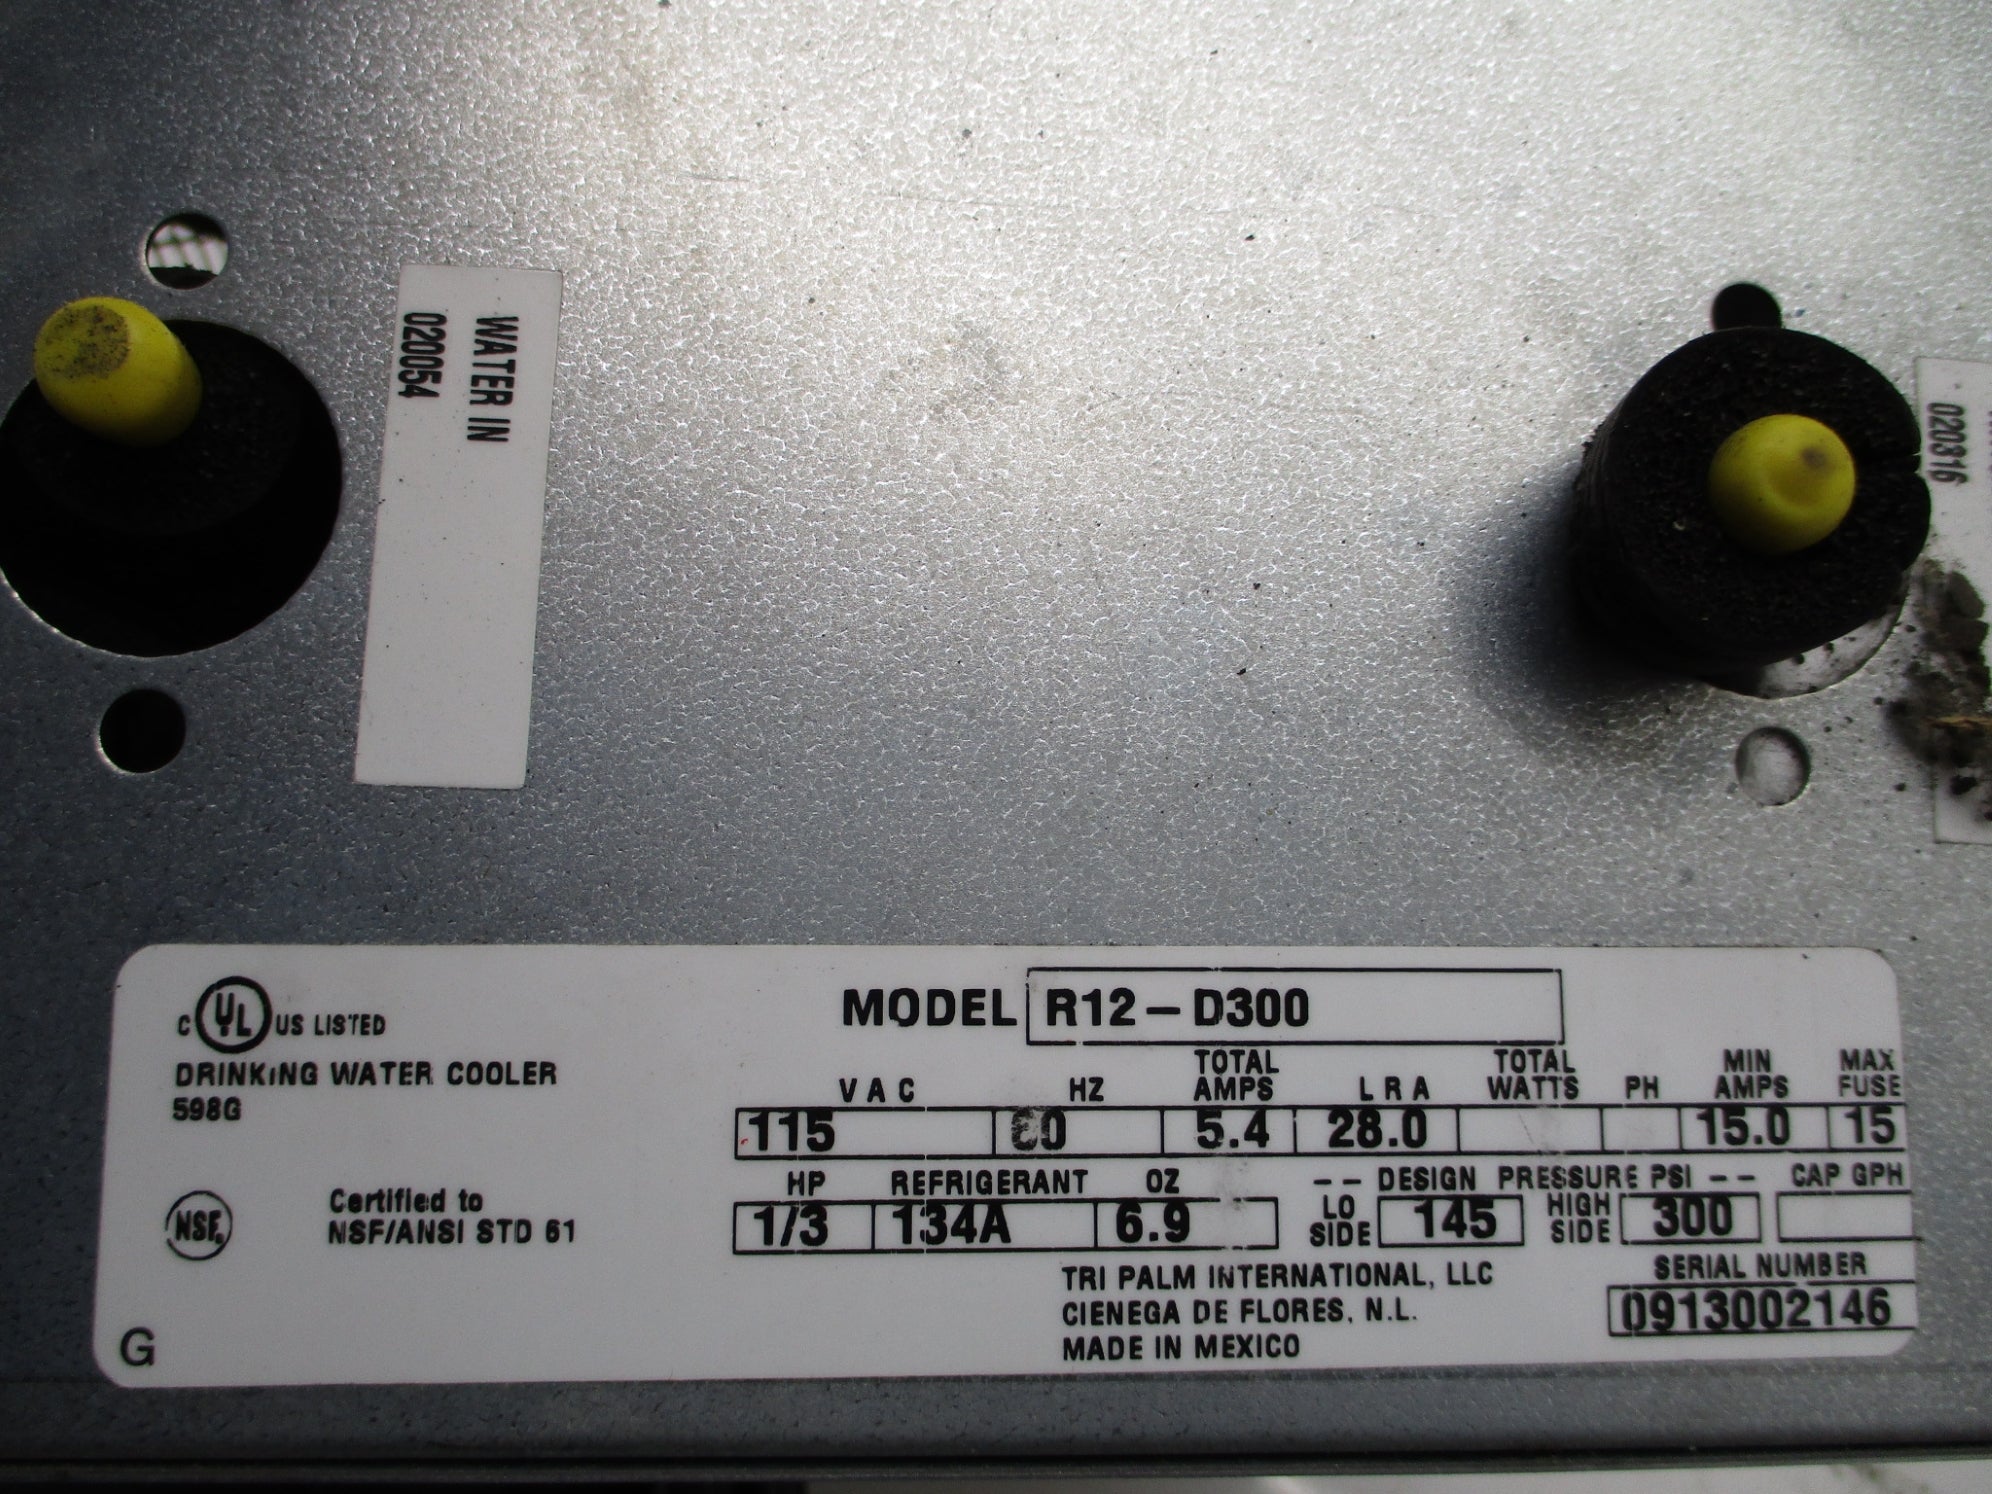 WATER IN
020054
020316
C UL US LISTED
DRINKING WATER COOLER
598G
NSF.
Certified to
NSF/ANSI STD 61
G
MODEL R12-D300
VAC HZ TOTAL AMPS LRA TOTAL WATTS PH MIN AMPS MAX FUSE
115 60 5.4 28.0 15.0 15
HP REFRIGERANT OZ -- DESIGN PRESSURE PSI -- CAP GPH
1/3 134A 6.9 LO SIDE 145 HIGH SIDE 300
TRI PALM INTERNATIONAL, LLC
CIENEGA DE FLORES, N.L.
MADE IN MEXICO
SERIAL NUMBER
0913002146